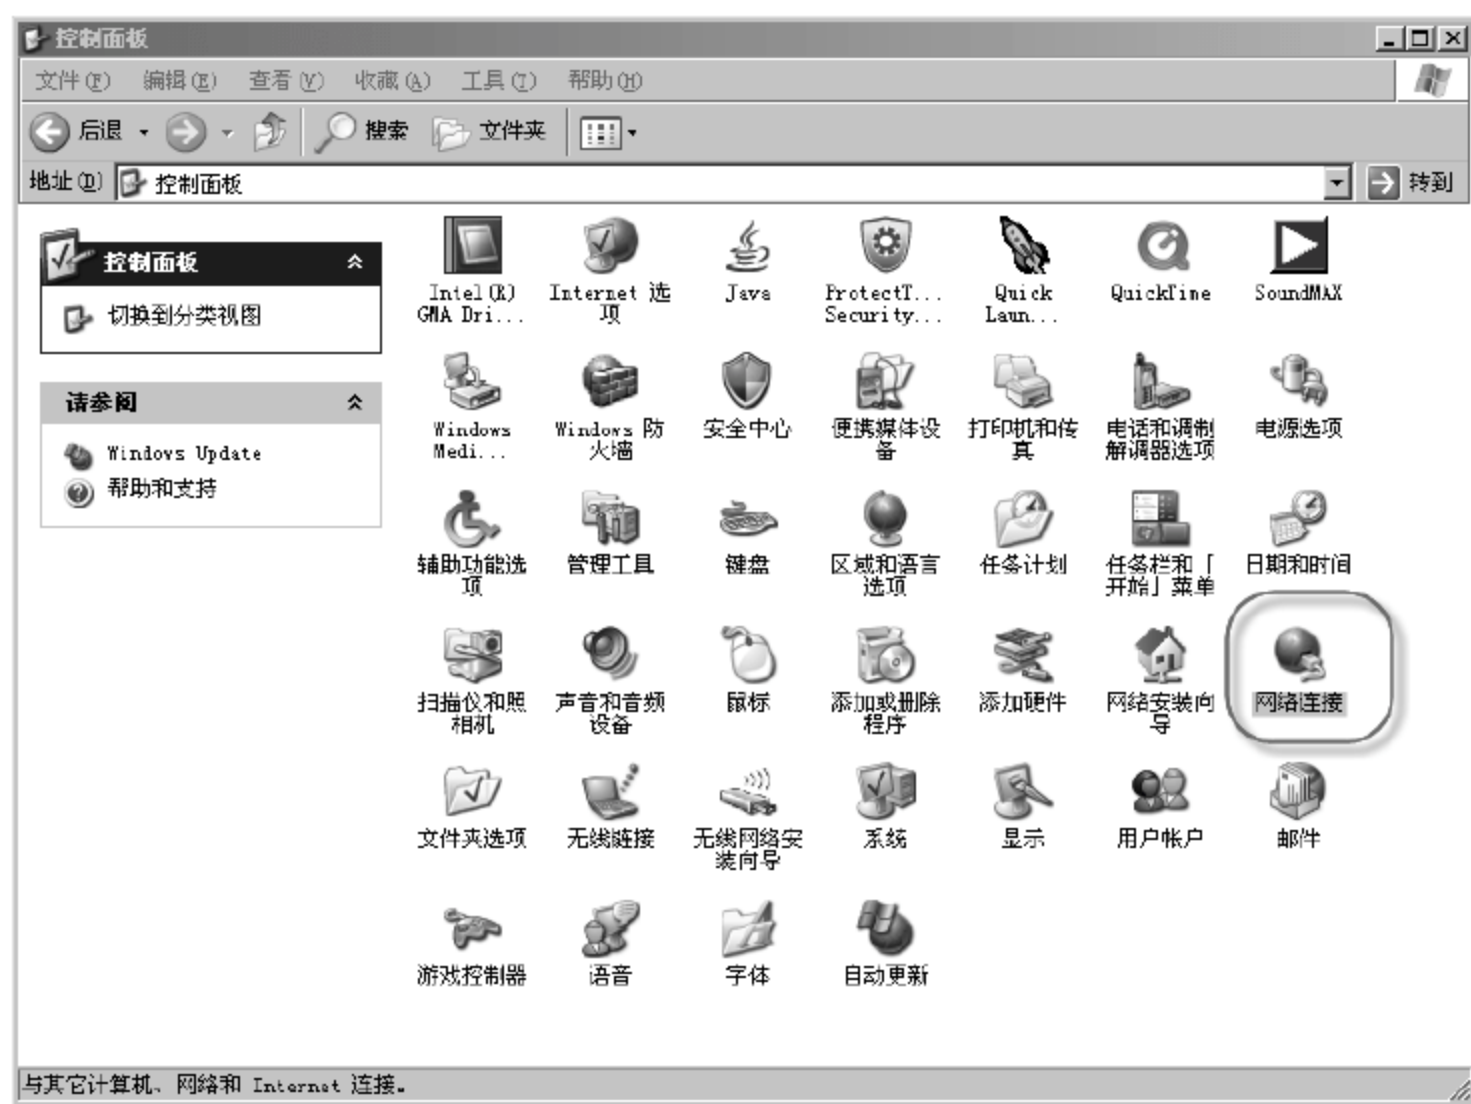 控制面板
文件(F) 编辑(E) 查看(V) 收藏(A) 工具(T) 帮助(H)
后退 搜索 文件夹
地址(D) 控制面板 转到
控制面板
切换到分类视图
请参阅
Windows Update
帮助和支持
Intel(R) Internet 选 Java ProtectT... Quick QuickTime SoundMAX
GMA Dri... 项 Security... Laun...
Windows Windows 防 安全中心 便携媒体设 打印机和传 电话和调制 电源选项
Medi... 火墙 备 真 解调器选项
辅助功能选 管理工具 键盘 区域和语言 任务计划 任务栏和「 日期和时间
项 选项 开始」菜单
扫描仪和照 声音和音频 鼠标 添加或删除 添加硬件 网络安装向 网络连接
相机 设备 程序 导
文件夹选项 无线链接 无线网络安 系统 显示 用户帐户 邮件
装向导
游戏控制器 语音 字体 自动更新
与其它计算机、网络和 Internet 连接。